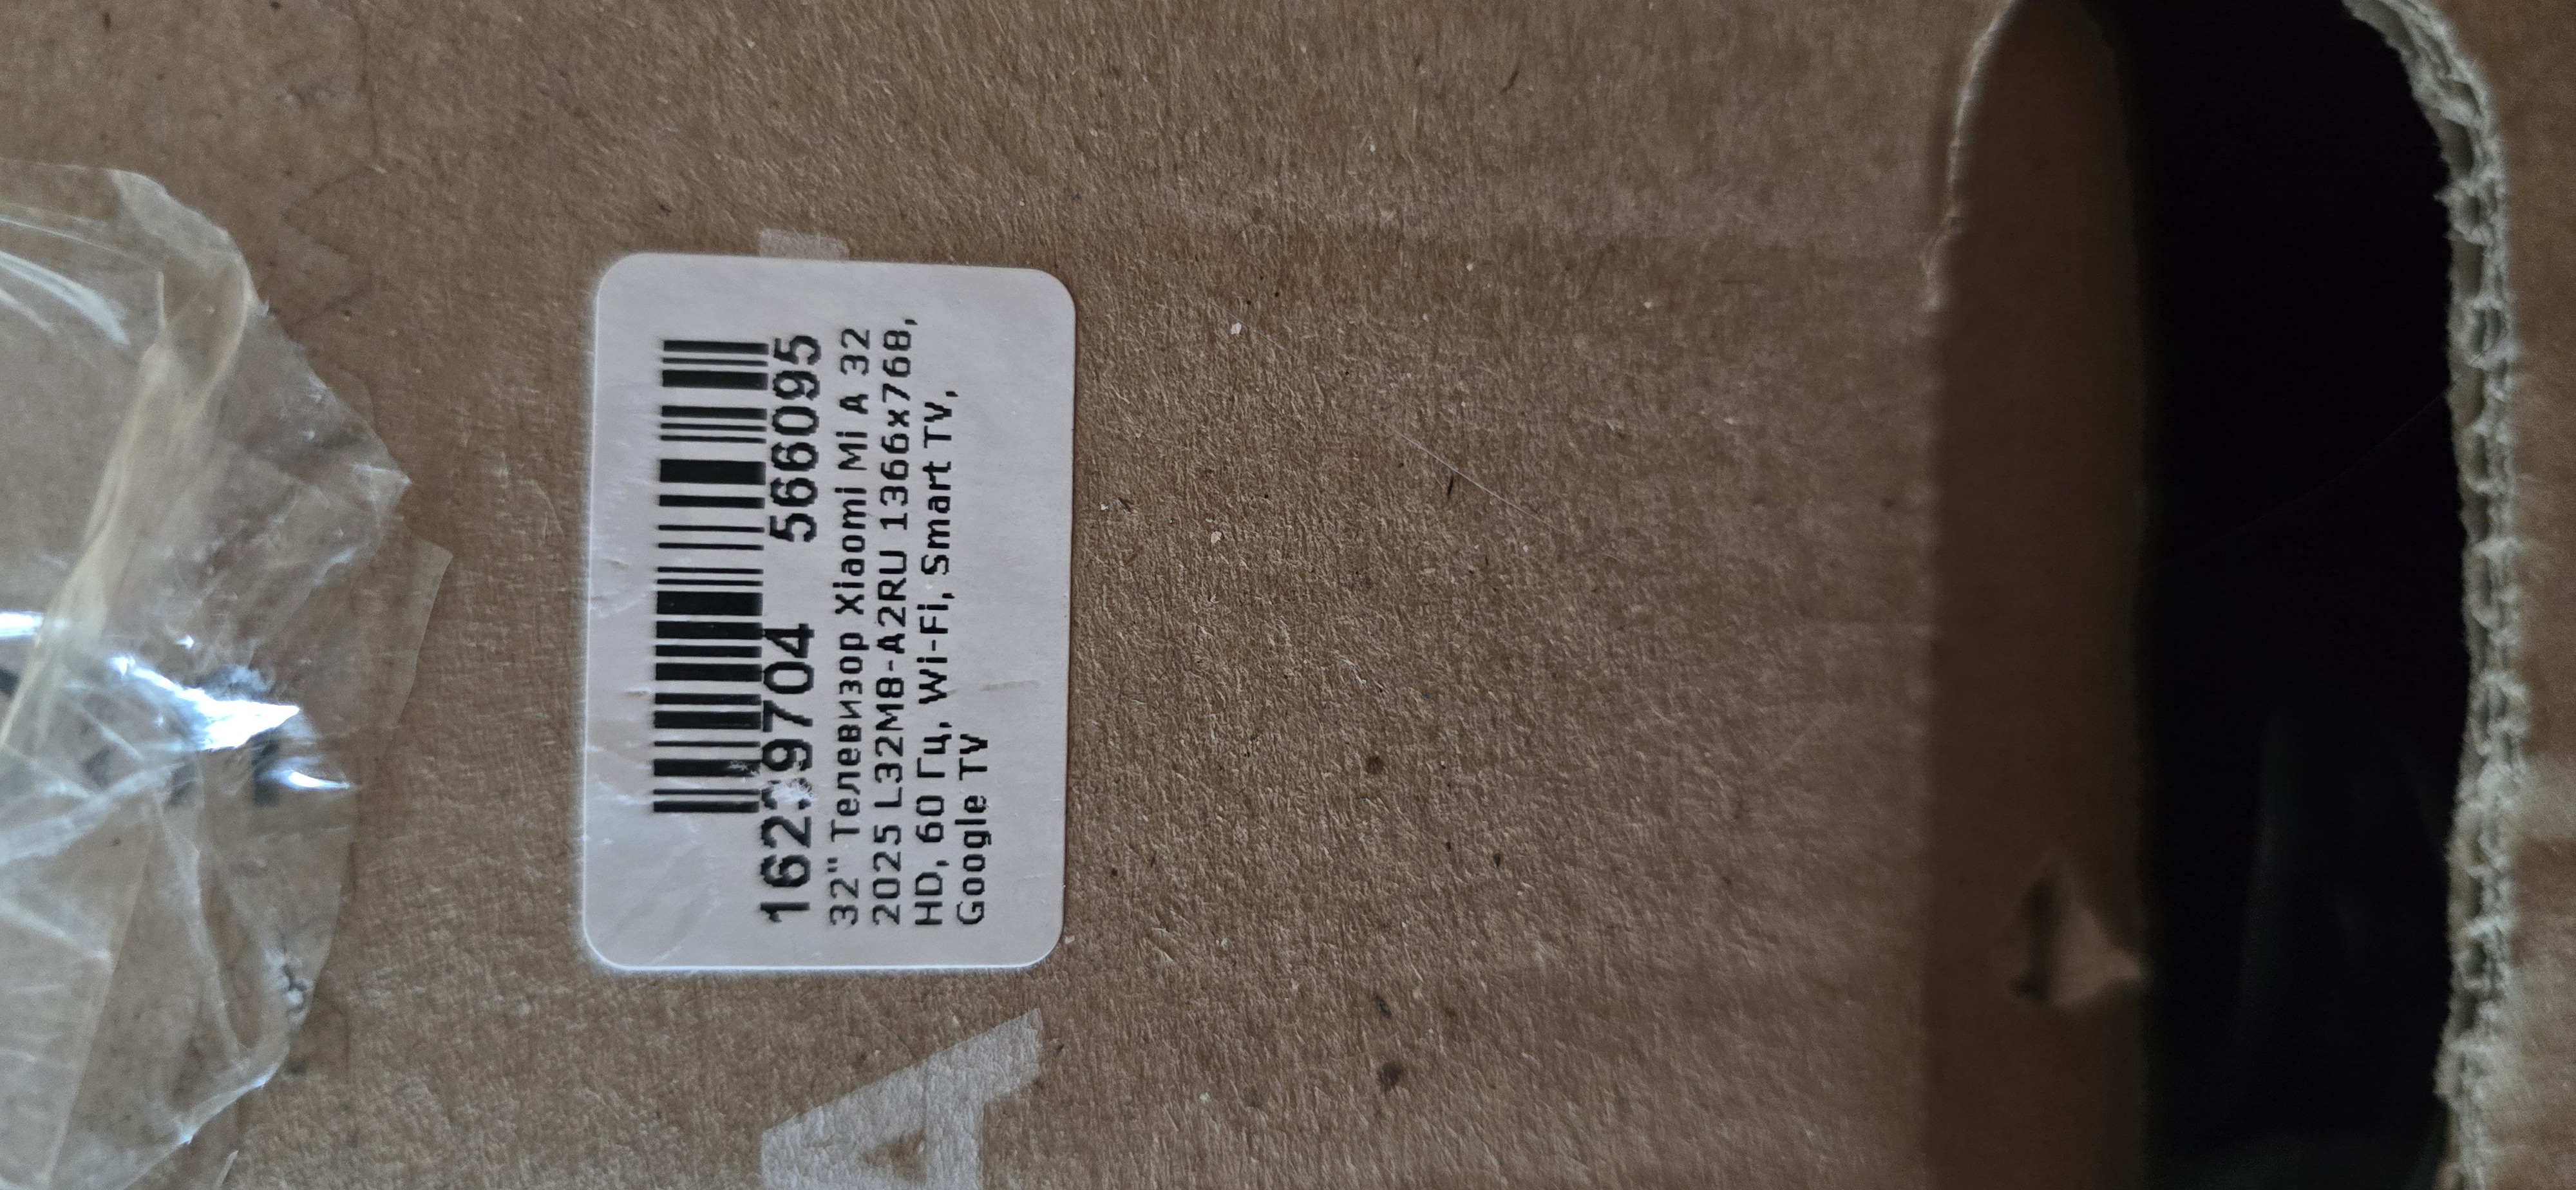 566095
32" Телевизор Xiaomi Mi A 32
2025 L32M8-A2RU 1366x768,
HD, 60 Гц, Wi-Fi, Smart TV,
Google TV
A